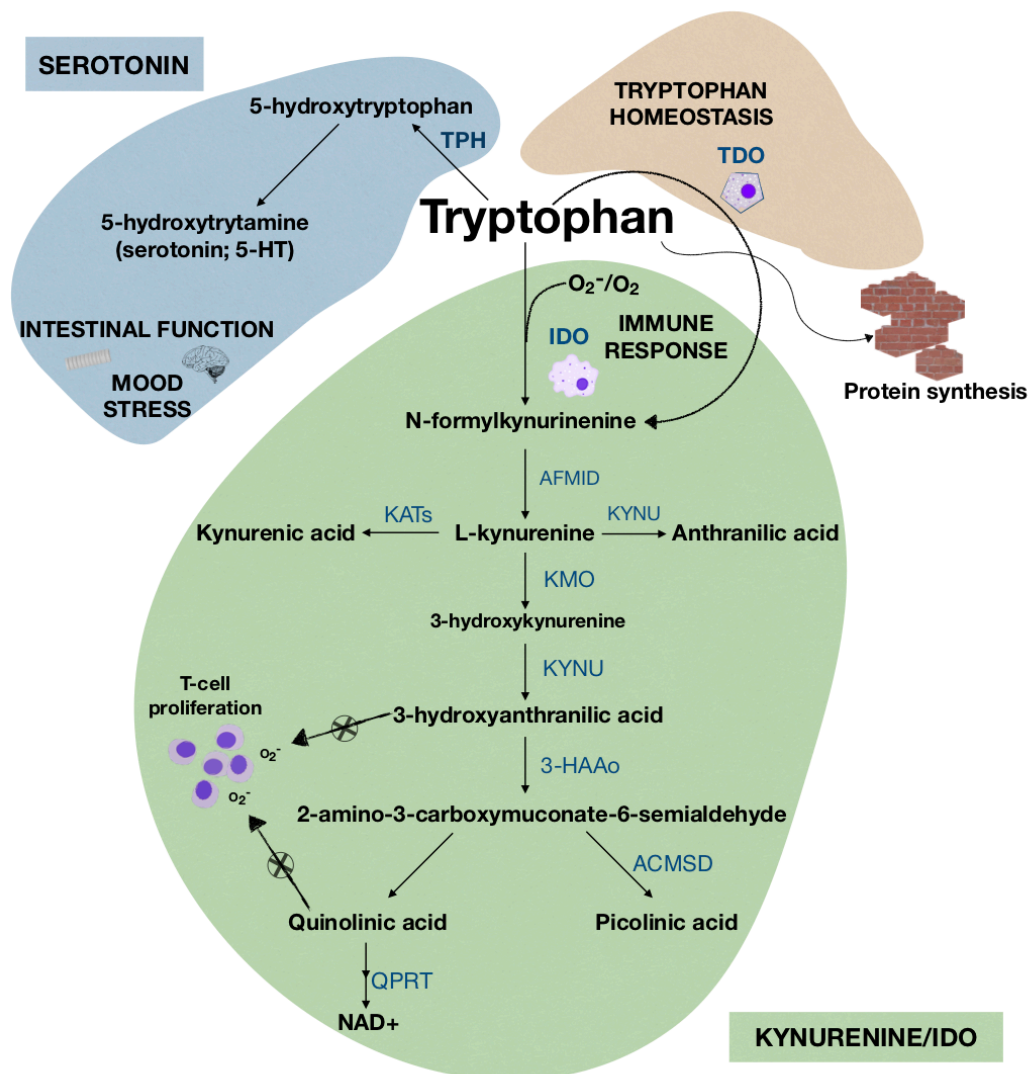 SEROTONIN
5-hydroxytryptophan
TPH
5-hydroxytrytamine
(serotonin; 5-HT)
INTESTINAL FUNCTION
MOOD
STRESS
TRYPTOPHAN
HOMEOSTASIS
TDO
Tryptophan
Protein synthesis
O₂⁻/O₂
IDO
IMMUNE
RESPONSE
N-formylkynurinenine
AFMID
Kynurenic acid
KATs
L-kynurenine
KYNU
Anthranilic acid
KMO
3-hydroxykynurenine
KYNU
T-cell
proliferation
O₂⁻
O₂⁻
3-hydroxyanthranilic acid
3-HAAo
2-amino-3-carboxymuconate-6-semialdehyde
ACMSD
Quinolinic acid
Picolinic acid
QPRT
NAD+
KYNURENINE/IDO